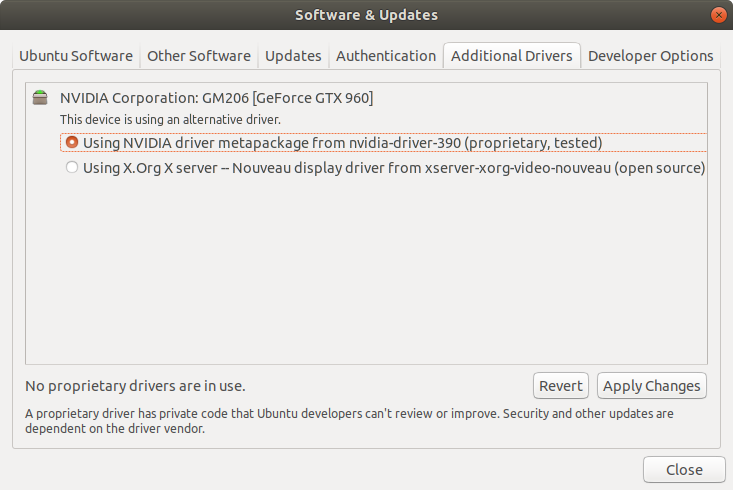 Software & Updates
Ubuntu Software
Other Software
Updates
Authentication
Additional Drivers
Developer Options
NVIDIA Corporation: GM206 [GeForce GTX 960]
This device is using an alternative driver.
Using NVIDIA driver metapackage from nvidia-driver-390 (proprietary, tested)
Using X.Org X server -- Nouveau display driver from xserver-xorg-video-nouveau (open source)
No proprietary drivers are in use.
Revert
Apply Changes
A proprietary driver has private code that Ubuntu developers can't review or improve. Security and other updates are
dependent on the driver vendor.
Close